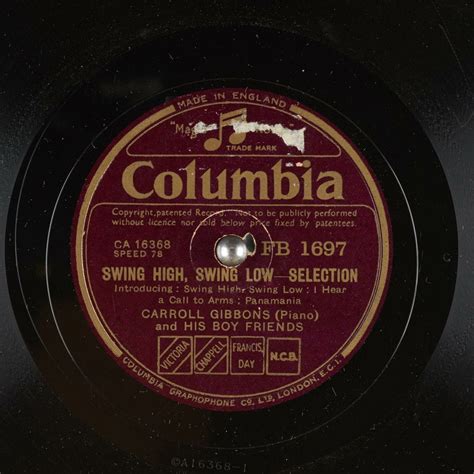 MADE IN ENGLAND
"Mag
TRADE MARK
Columbia
Copyright, patented Record. Not to be publicly performed
without licence nor sold below price fixed by patentees.
CA 16368
SPEED 78
FB 1697
SWING HIGH, SWING LOW—SELECTION
Introducing: Swing High, Swing Low; I Hear
a Call to Arms; Panamania
CARROLL GIBBONS (Piano)
and HIS BOY FRIENDS
VICTORIA
CHAPPELL
FRANCIS,
DAY
N.C.B.
COLUMBIA GRAPHOPHONE CO. LTD, LONDON, E.C.1.
CA16368-1